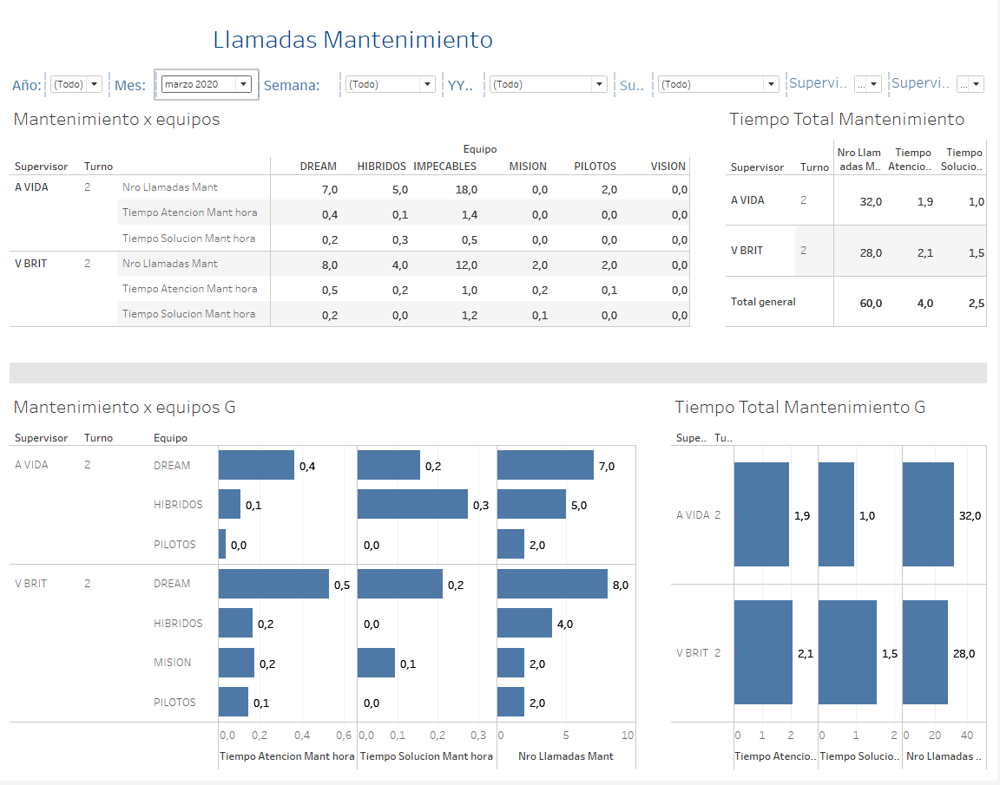 Llamadas Mantenimiento
Año: (Todo) Mes: marzo 2020 Semana: (Todo) YY.. (Todo) Su.. (Todo) Supervi.. ... Supervi.. ...
Mantenimiento x equipos
Equipo
Supervisor Turno DREAM HIBRIDOS IMPECABLES MISION PILOTOS VISION
A VIDA 2 Nro Llamadas Mant 7,0 5,0 18,0 0,0 2,0 0,0
Tiempo Atencion Mant hora 0,4 0,1 1,4 0,0 0,0 0,0
Tiempo Solucion Mant hora 0,2 0,3 0,5 0,0 0,0 0,0
V BRIT 2 Nro Llamadas Mant 8,0 4,0 12,0 2,0 2,0 0,0
Tiempo Atencion Mant hora 0,5 0,2 1,0 0,2 0,1 0,0
Tiempo Solucion Mant hora 0,2 0,0 1,2 0,1 0,0 0,0
Tiempo Total Mantenimiento
Nro Llam Tiempo Tiempo
Supervisor Turno adas M.. Atencio.. Solucio..
A VIDA 2 32,0 1,9 1,0
V BRIT 2 28,0 2,1 1,5
Total general 60,0 4,0 2,5
Mantenimiento x equipos G
Supervisor Turno Equipo
A VIDA 2 DREAM 0,4 0,2 7,0
HIBRIDOS 0,1 0,3 5,0
PILOTOS 0,0 0,0 2,0
V BRIT 2 DREAM 0,5 0,2 8,0
HIBRIDOS 0,2 0,0 4,0
MISION 0,2 0,1 2,0
PILOTOS 0,1 0,0 2,0
0,0 0,2 0,4 0,6 0,0 0,1 0,2 0,3 0 5 10
Tiempo Atencion Mant hora Tiempo Solucion Mant hora Nro Llamadas Mant
Tiempo Total Mantenimiento G
Supe.. Tu..
A VIDA 2 1,9 1,0 32,0
V BRIT 2 2,1 1,5 28,0
0 1 2 0 1 2 0 20 40
Tiempo Atencio.. Tiempo Solucio.. Nro Llamadas ..